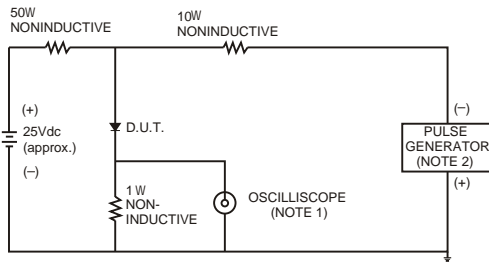 50W
NONINDUCTIVE
10W
NONINDUCTIVE
(+)
25Vdc
(approx.)
(–)
D.U.T.
1 W
NON-
INDUCTIVE
OSCILLISCOPE
(NOTE 1)
(–)
PULSE
GENERATOR
(NOTE 2)
(+)